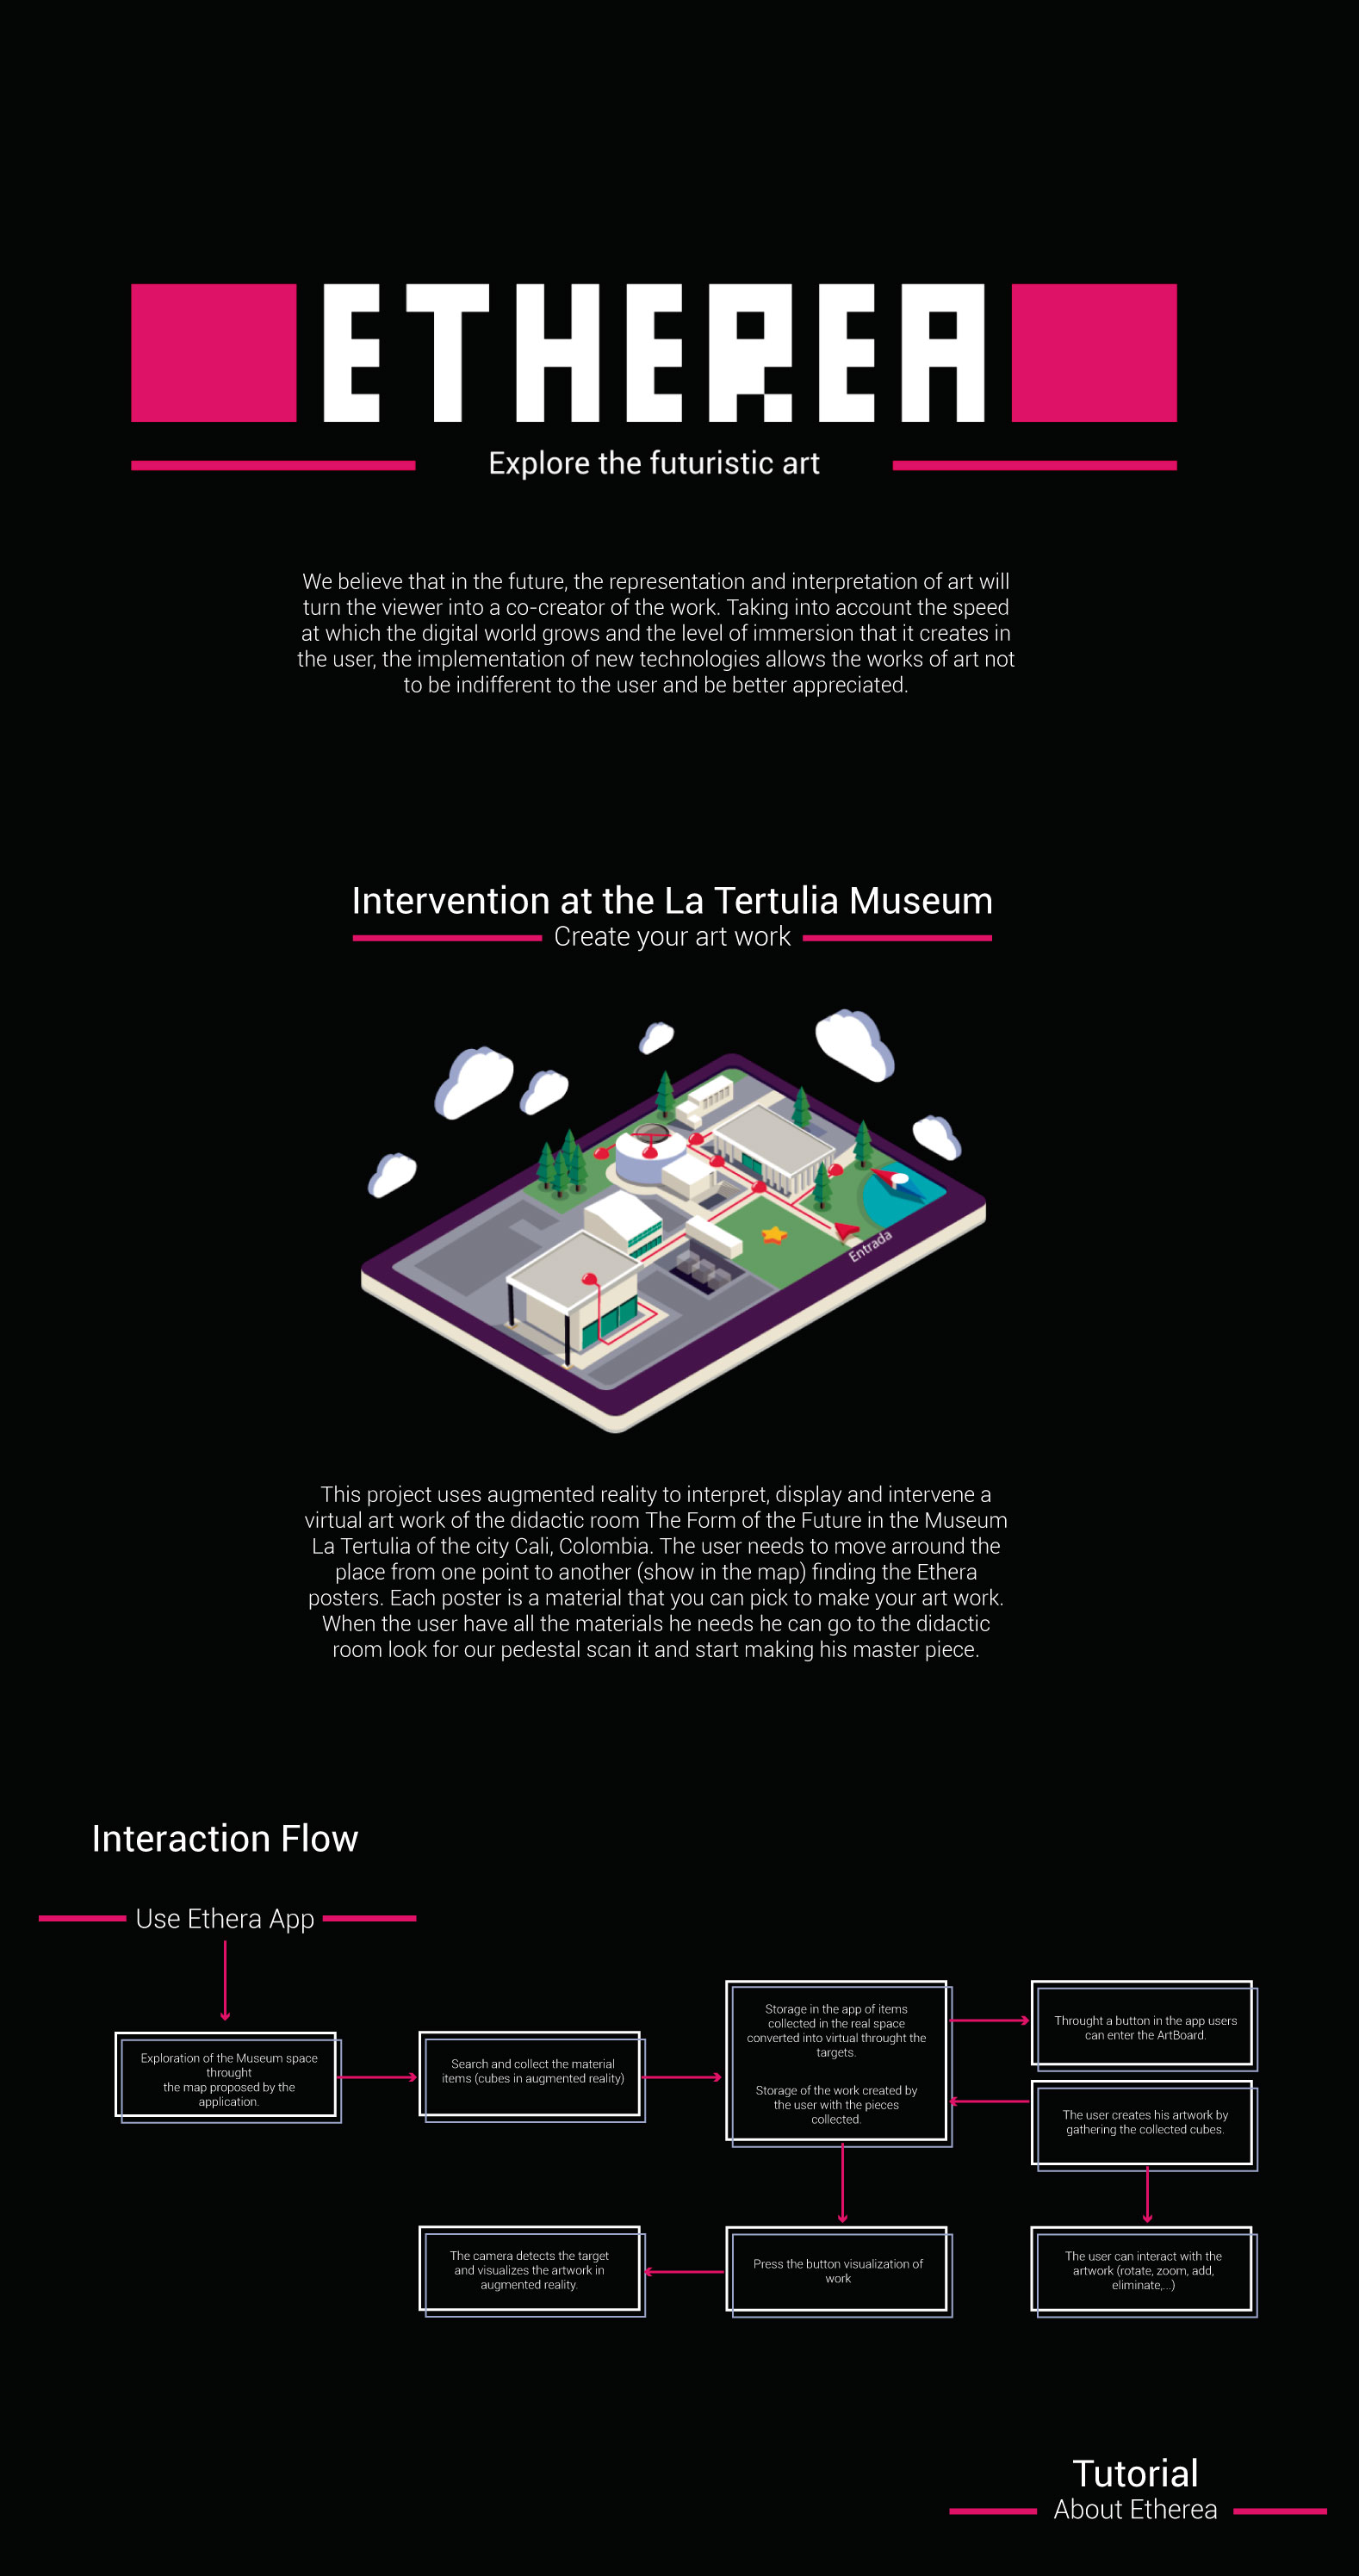 ETHEREA
Explore the futuristic art
We believe that in the future, the representation and interpretation of art will
turn the viewer into a co-creator of the work. Taking into account the speed
at which the digital world grows and the level of immersion that it creates in
the user, the implementation of new technologies allows the works of art not
to be indifferent to the user and be better appreciated.
Intervention at the La Tertulia Museum
Create your art work
Entrada
This project uses augmented reality to interpret, display and intervene a
virtual art work of the didactic room The Form of the Future in the Museum
La Tertulia of the city Cali, Colombia. The user needs to move arround the
place from one point to another (show in the map) finding the Ethera
posters. Each poster is a material that you can pick to make your art work.
When the user have all the materials he needs he can go to the didactic
room look for our pedestal scan it and start making his master piece.
Interaction Flow
Use Ethera App
Exploration of the Museum space
throught
the map proposed by the
application.
Search and collect the material
items (cubes in augmented reality)
Storage in the app of items
collected in the real space
converted into virtual throught the
targets.
Storage of the work created by
the user with the pieces
collected.
Throught a button in the app users
can enter the ArtBoard.
The user creates his artwork by
gathering the collected cubes.
The camera detects the target
and visualizes the artwork in
augmented reality.
Press the button visualization of
work
The user can interact with the
artwork (rotate, zoom, add,
eliminate,...)
Tutorial
About Etherea